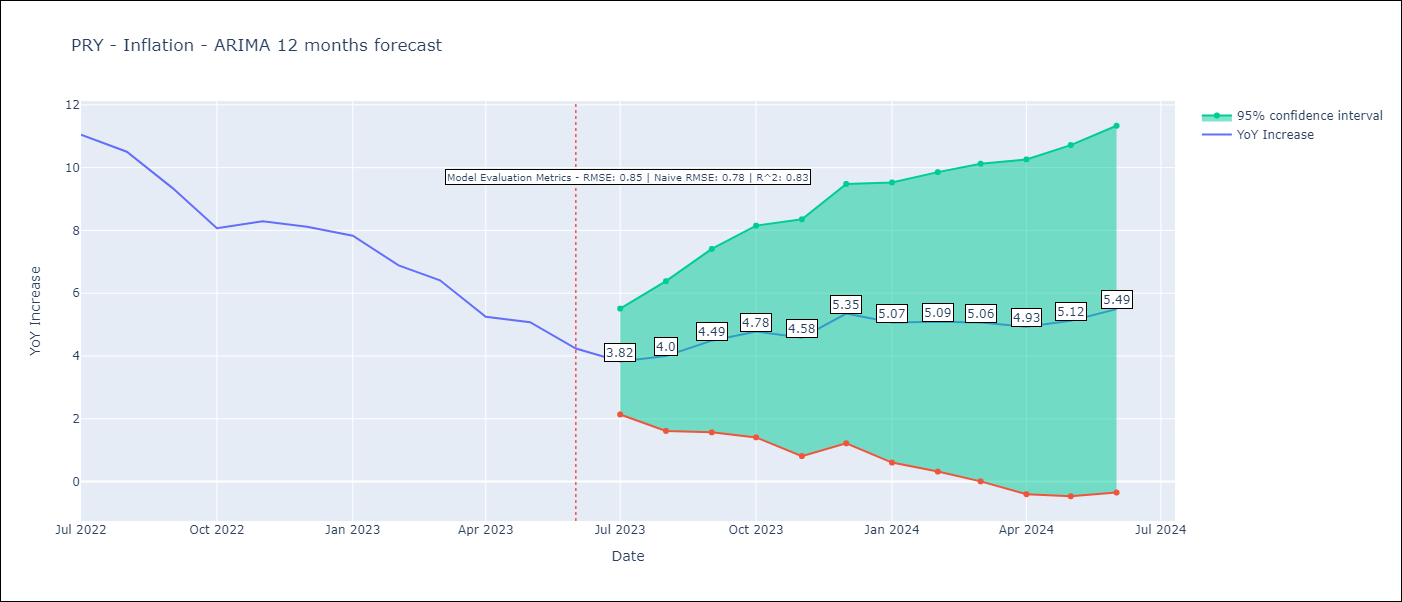 PRY - Inflation - ARIMA 12 months forecast
95% confidence interval
YoY Increase
Model Evaluation Metrics - RMSE: 0.85 | Naive RMSE: 0.78 | R^2: 0.83
YoY Increase
12
10
8
6
4
2
0
3.82
4.0
4.49
4.78
4.58
5.35
5.07
5.09
5.06
4.93
5.12
5.49
Jul 2022
Oct 2022
Jan 2023
Apr 2023
Jul 2023
Oct 2023
Jan 2024
Apr 2024
Jul 2024
Date